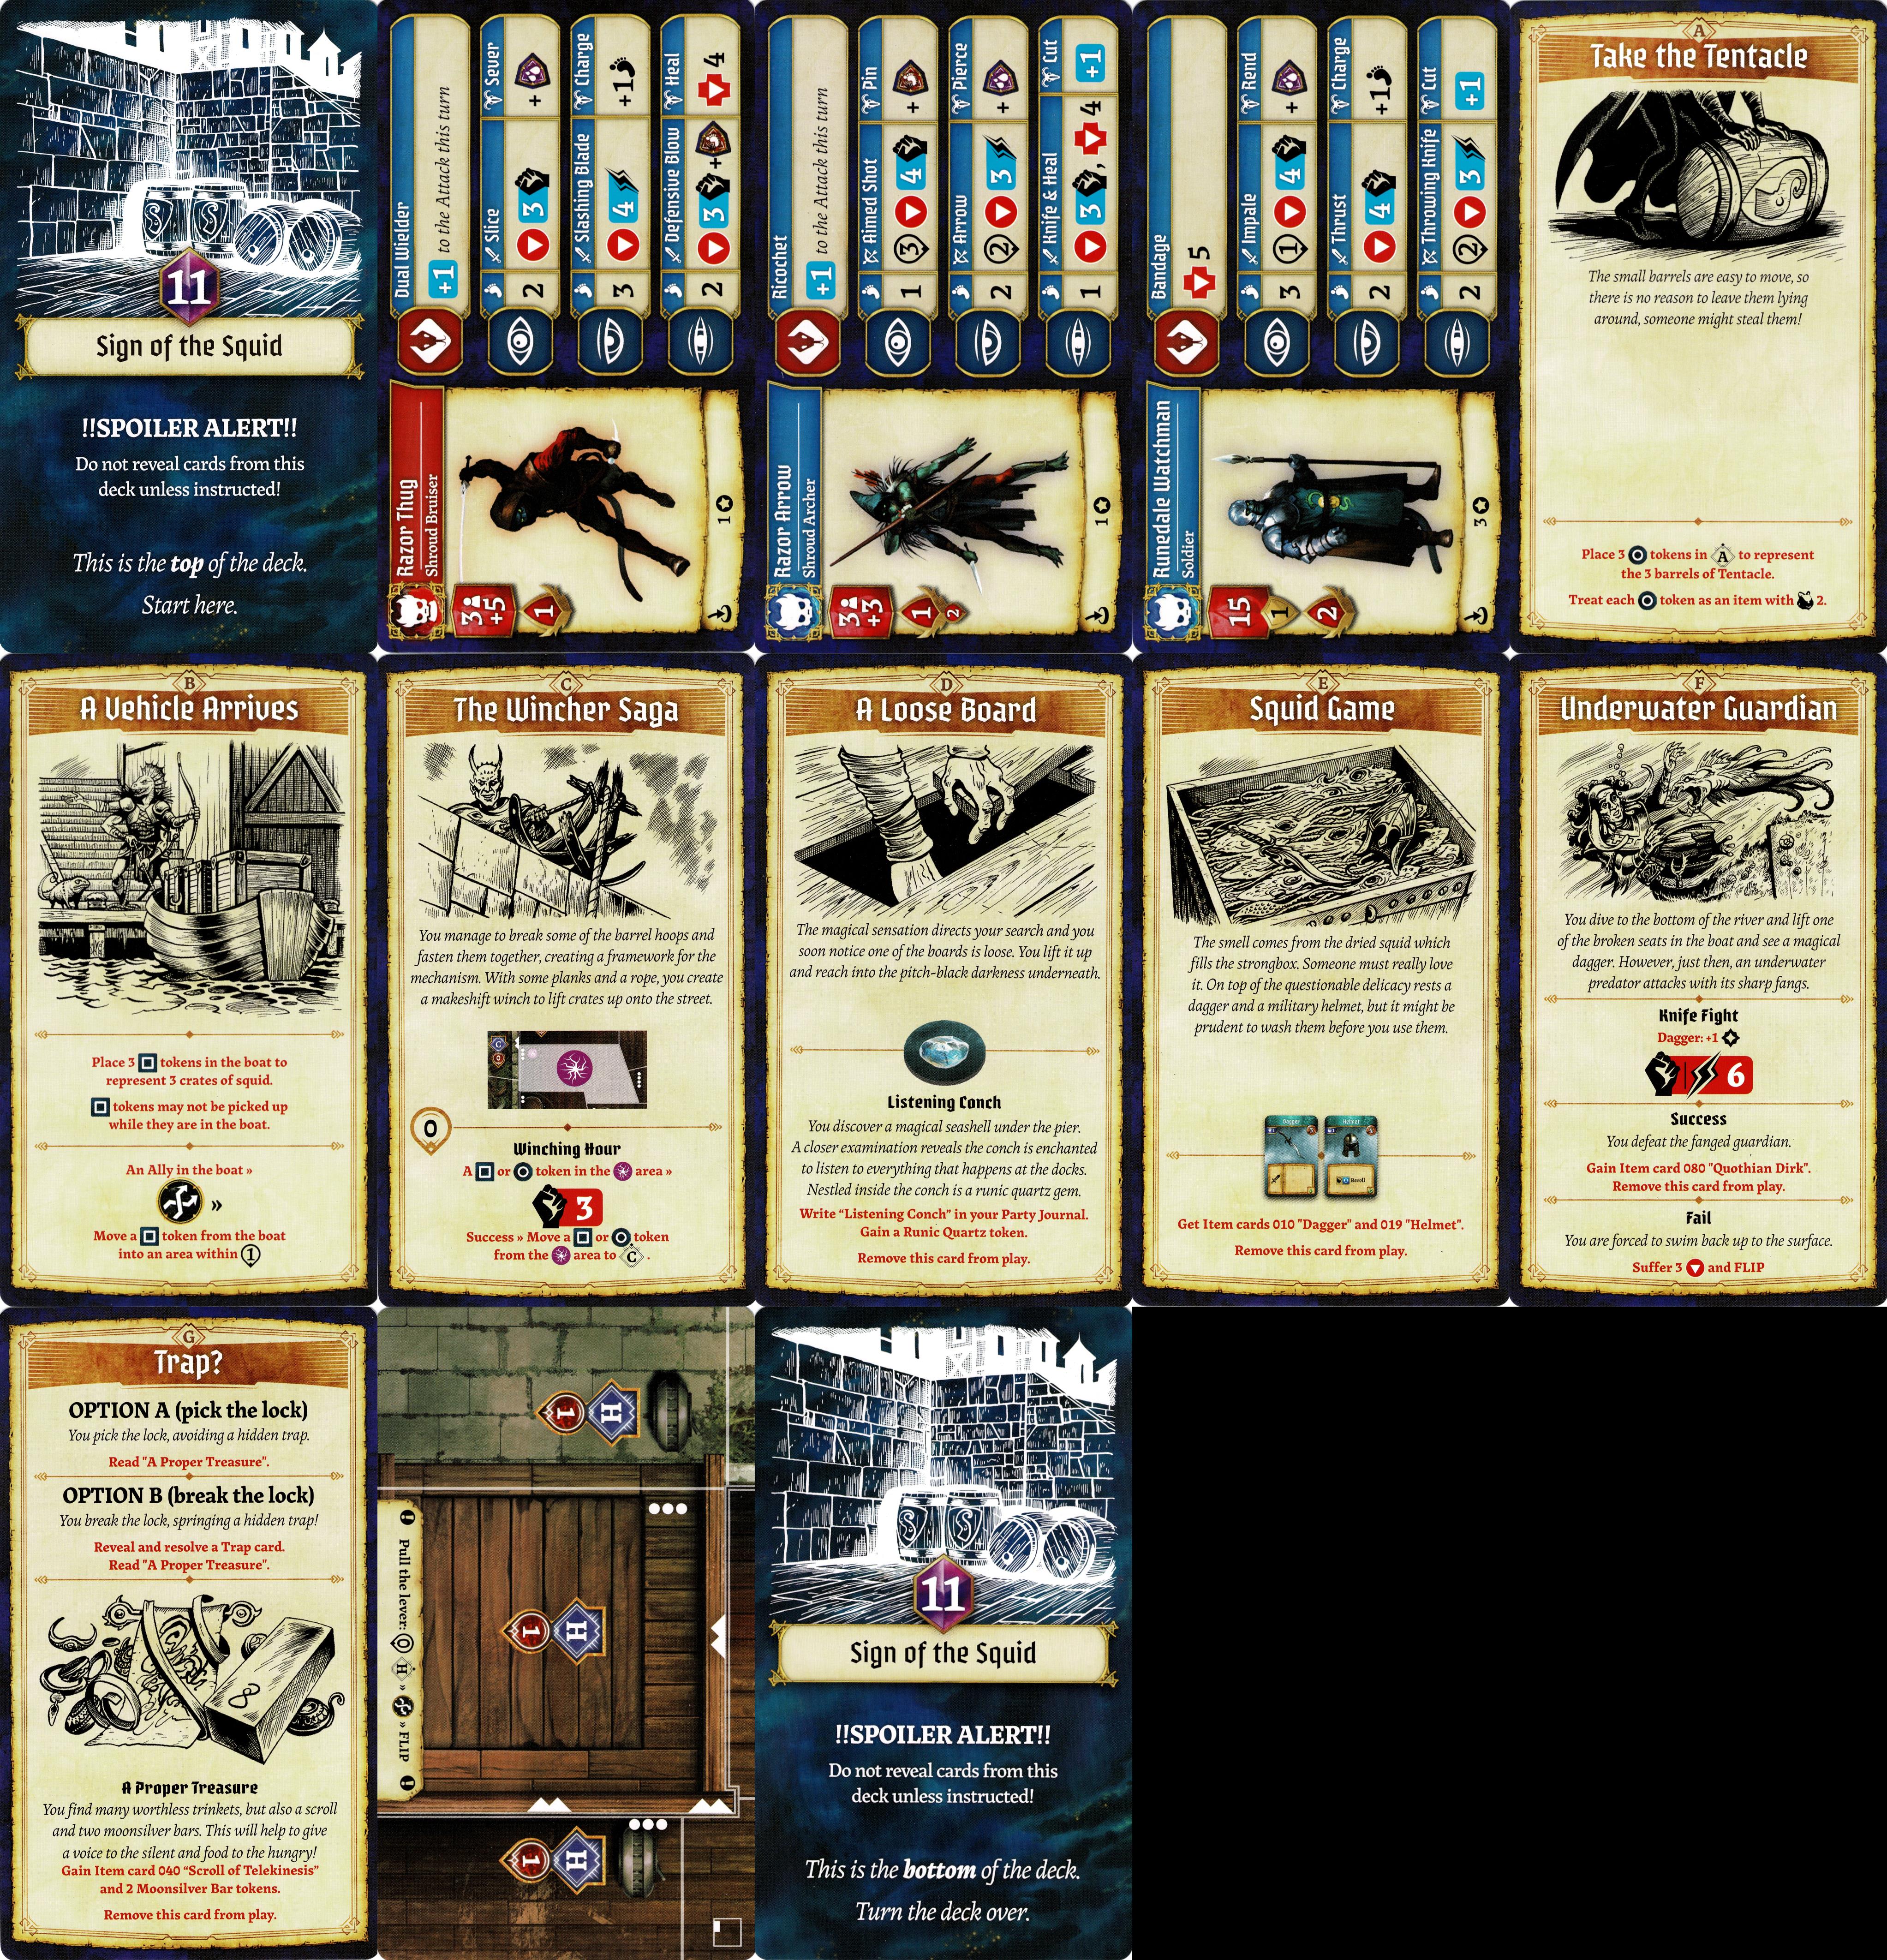 11
Sign of the Squid
!!SPOILER ALERT!!
Do not reveal cards from this
deck unless instructed!
This is the top of the deck.
Start here.
Razor Thug
Shroud Bruiser
3
+5
1
1
Dual Wielder
+1 to the Attack this turn
Slice
Sever
2
3
+
Slashing Blade
Charge
3
4
+1
Defensive Blow
Heal
2
3
+
4
Razor Arrow
Shroud Archer
3
+3
1
2
1
Ricochet
+1 to the Attack this turn
Aimed Shot
Pin
1
3
4
+
Arrow
Pierce
2
2
3
+
Knife & Heal
Cut
1
3
, 4
+1
Runedale Watchman
Soldier
15
1
2
3
Bandage
5
Impale
Rend
3
1
4
+
Thrust
Charge
2
4
+1
Throwing Knife
Cut
2
2
3
+1
A
Take the Tentacle
The small barrels are easy to move, so
there is no reason to leave them lying
around, someone might steal them!
Place 3 tokens in A to represent
the 3 barrels of Tentacle.
Treat each token as an item with 2.
B
A Vehicle Arrives
Place 3 tokens in the boat to
represent 3 crates of squid.
tokens may not be picked up
while they are in the boat.
An Ally in the boat »
»
Move a token from the boat
into an area within 1
C
The Wincher Saga
You manage to break some of the barrel hoops and
fasten them together, creating a framework for the
mechanism. With some planks and a rope, you create
a makeshift winch to lift crates up onto the street.
C
0
0
Winching Hour
A or token in the area »
3
Success » Move a or token
from the area to C .
D
A Loose Board
The magical sensation directs your search and you
soon notice one of the boards is loose. You lift it up
and reach into the pitch-black darkness underneath.
Listening Conch
You discover a magical seashell under the pier.
A closer examination reveals the conch is enchanted
to listen to everything that happens at the docks.
Nestled inside the conch is a runic quartz gem.
Write “Listening Conch” in your Party Journal.
Gain a Runic Quartz token.
Remove this card from play.
E
Squid Game
The smell comes from the dried squid which
fills the strongbox. Someone must really love
it. On top of the questionable delicacy rests a
dagger and a military helmet, but it might be
prudent to wash them before you use them.
Dagger
Helmet
Reroll
Get Item cards 010 "Dagger" and 019 "Helmet".
Remove this card from play.
F
Underwater Guardian
You dive to the bottom of the river and lift one
of the broken seats in the boat and see a magical
dagger. However, just then, an underwater
predator attacks with its sharp fangs.
Knife Fight
Dagger: +1
6
Success
You defeat the fanged guardian.
Gain Item card 080 "Quothian Dirk".
Remove this card from play.
Fail
You are forced to swim back up to the surface.
Suffer 3 and FLIP
G
Trap?
OPTION A (pick the lock)
You pick the lock, avoiding a hidden trap.
Read "A Proper Treasure".
OPTION B (break the lock)
You break the lock, springing a hidden trap!
Reveal and resolve a Trap card.
Read "A Proper Treasure".
8
A Proper Treasure
You find many worthless trinkets, but also a scroll
and two moonsilver bars. This will help to give
a voice to the silent and food to the hungry!
Gain Item card 040 “Scroll of Telekinesis”
and 2 Moonsilver Bar tokens.
Remove this card from play.
1
H
Pull the lever: 0 H » » FLIP
1
H
1
H
11
Sign of the Squid
!!SPOILER ALERT!!
Do not reveal cards from this
deck unless instructed!
This is the bottom of the deck.
Turn the deck over.